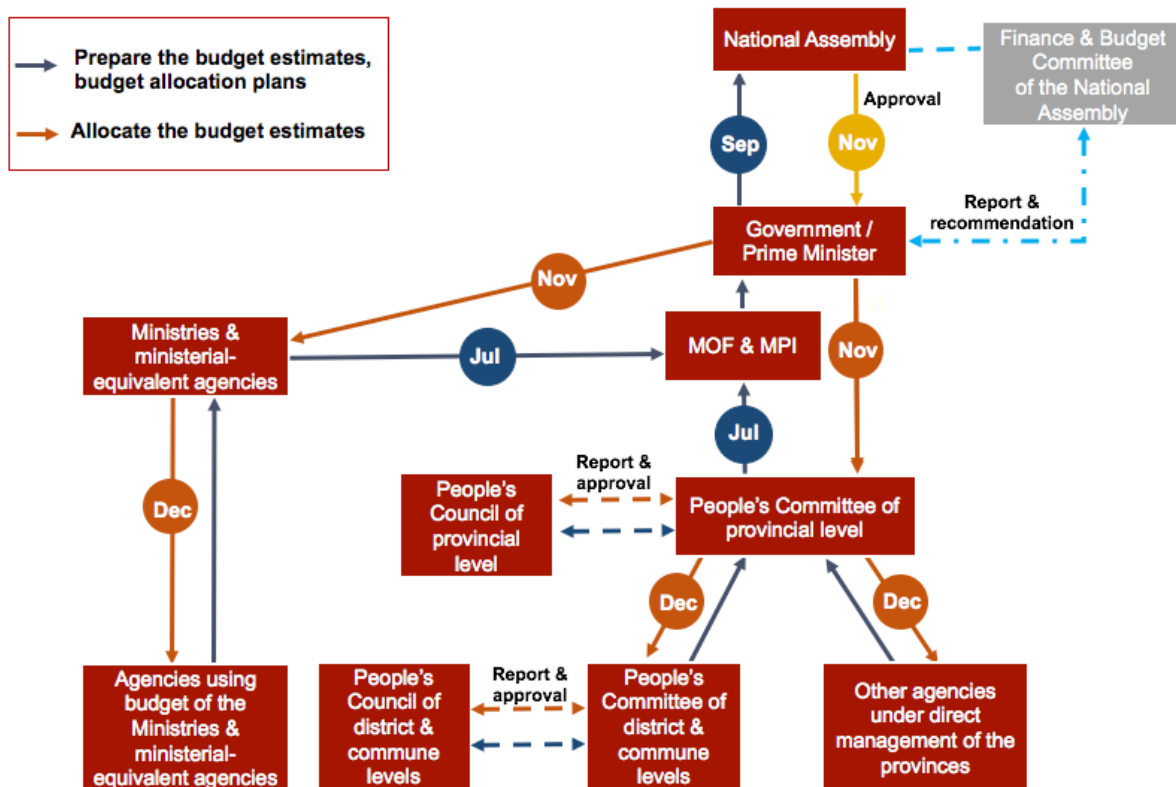 Prepare the budget estimates,
budget allocation plans
Allocate the budget estimates
National Assembly
Finance & Budget
Committee
of the National
Assembly
Approval
Sep
Nov
Report &
recommendation
Government /
Prime Minister
Nov
Ministries &
ministerial-
equivalent agencies
Jul
MOF & MPI
Nov
Jul
Report &
approval
People's
Council of
provincial
level
People's Committee of
provincial level
Dec
Dec
Dec
Agencies using
budget of the
Ministries &
ministerial-
equivalent agencies
People's
Council of
district &
commune
levels
Report &
approval
People's
Committee of
district &
commune
levels
Other agencies
under direct
management of the
provinces